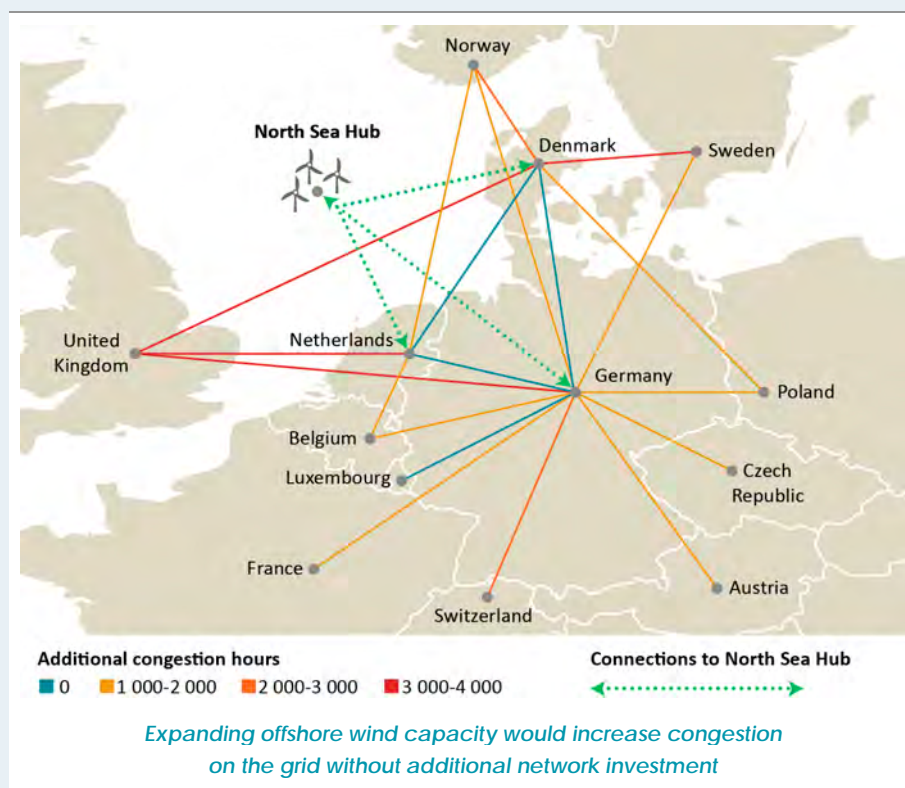 Norway
North Sea Hub
Denmark
Sweden
United
Kingdom
Netherlands
Germany
Poland
Belgium
Luxembourg
Czech
Republic
France
Austria
Switzerland
Additional congestion hours
0
1 000-2 000
2 000-3 000
3 000-4 000
Connections to North Sea Hub
Expanding offshore wind capacity would increase congestion
on the grid without additional network investment